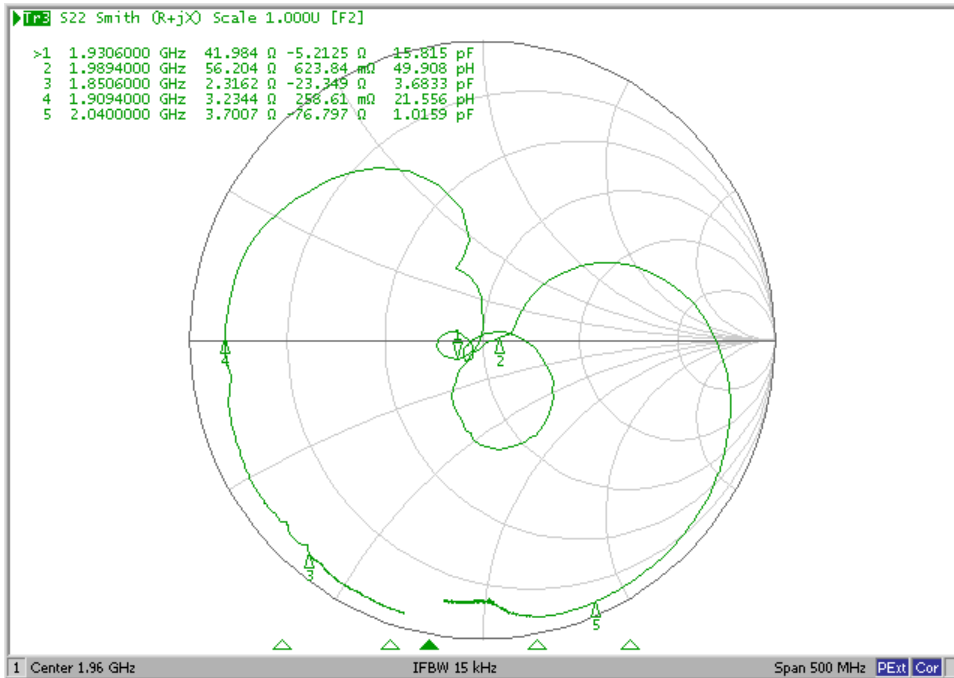 ▶Tr3 S22 Smith (R+jX) Scale 1.000U [F2]
>1 1.9306000 GHz 41.984 Ω -5.2125 Ω 15.815 pF
2 1.9894000 GHz 56.204 Ω 623.84 mΩ 49.908 pH
3 1.8506000 GHz 2.3162 Ω -23.349 Ω 3.6833 pF
4 1.9094000 GHz 3.2344 Ω 258.61 mΩ 21.556 pH
5 2.0400000 GHz 3.7007 Ω -76.797 Ω 1.0159 pF
1
2
4
3
5
1 Center 1.96 GHz IFBW 15 kHz Span 500 MHz PExt Cor